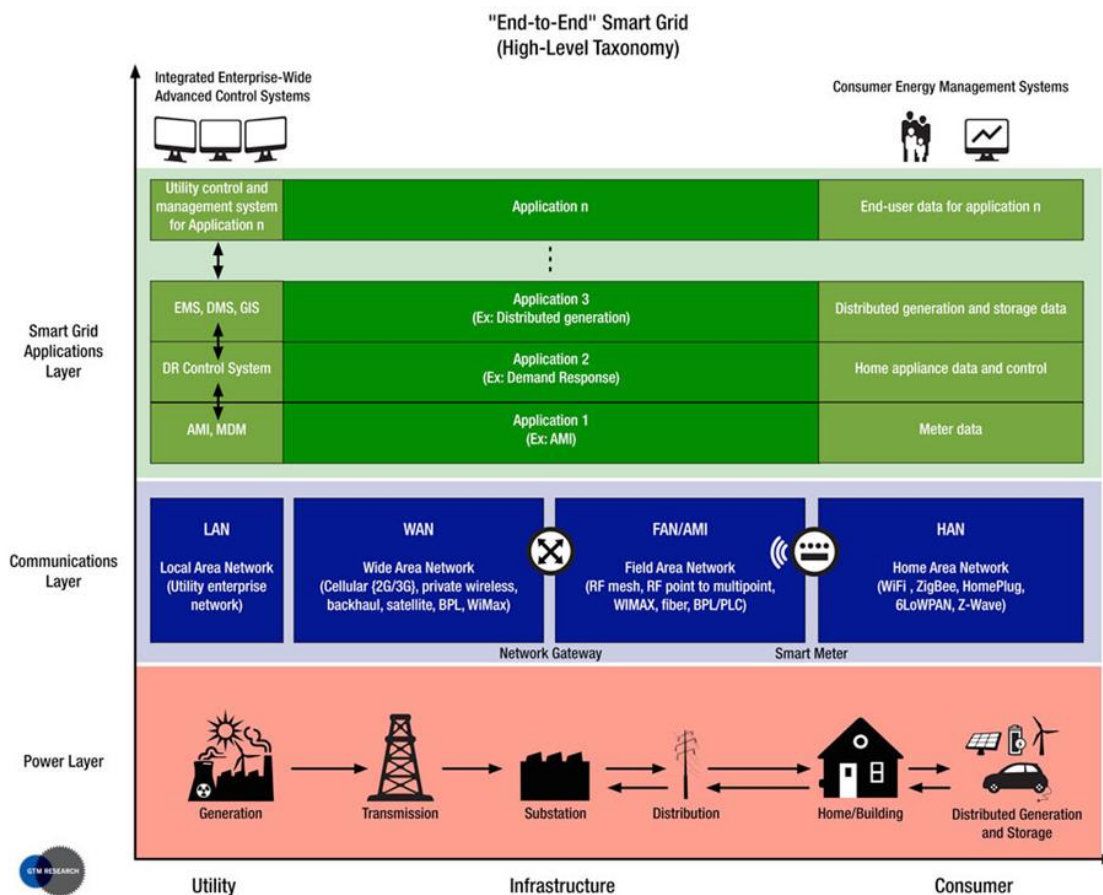 "End-to-End" Smart Grid
(High-Level Taxonomy)
Integrated Enterprise-Wide
Advanced Control Systems
Consumer Energy Management Systems
Utility control and
management system
for Application n
Application n
End-user data for application n
Smart Grid
Applications
Layer
EMS, DMS, GIS
Application 3
(Ex: Distributed generation)
Distributed generation and storage data
DR Control System
Application 2
(Ex: Demand Response)
Home appliance data and control
AMI, MDM
Application 1
(Ex: AMI)
Meter data
Communications
Layer
LAN
Local Area Network
(Utility enterprise
network)
WAN
Wide Area Network
(Cellular {2G/3G}, private wireless,
backhaul, satellite, BPL, WiMax)
FAN/AMI
Field Area Network
(RF mesh, RF point to multipoint,
WIMAX, fiber, BPL/PLC)
HAN
Home Area Network
(WiFi , ZigBee, HomePlug,
6LoWPAN, Z-Wave)
Network Gateway
Smart Meter
Power Layer
Generation
Transmission
Substation
Distribution
Home/Building
Distributed Generation
and Storage
GTM RESEARCH
Utility
Infrastructure
Consumer